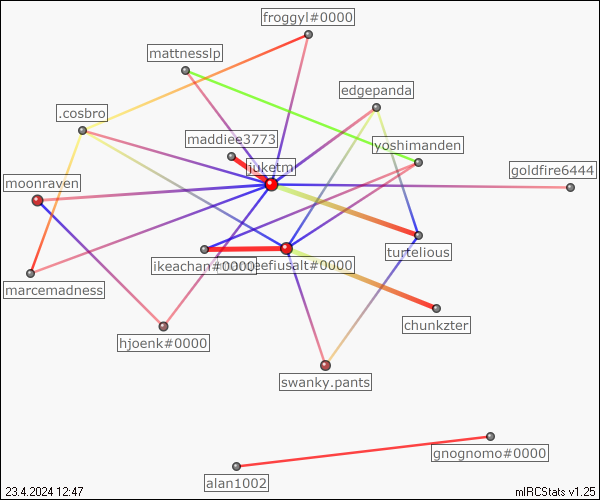 froggyl#0000
mattnesslp
edgepanda
.cosbro
maddiee3773
yoshimanden
juketm
goldfire6444
moonraven
turtelious
ikeachan#0000
eefiusalt#0000
marcemadness
chunkzter
hjoenk#0000
swanky.pants
gnognomo#0000
alan1002
23.4.2024 12:47
mIRCStats v1.25